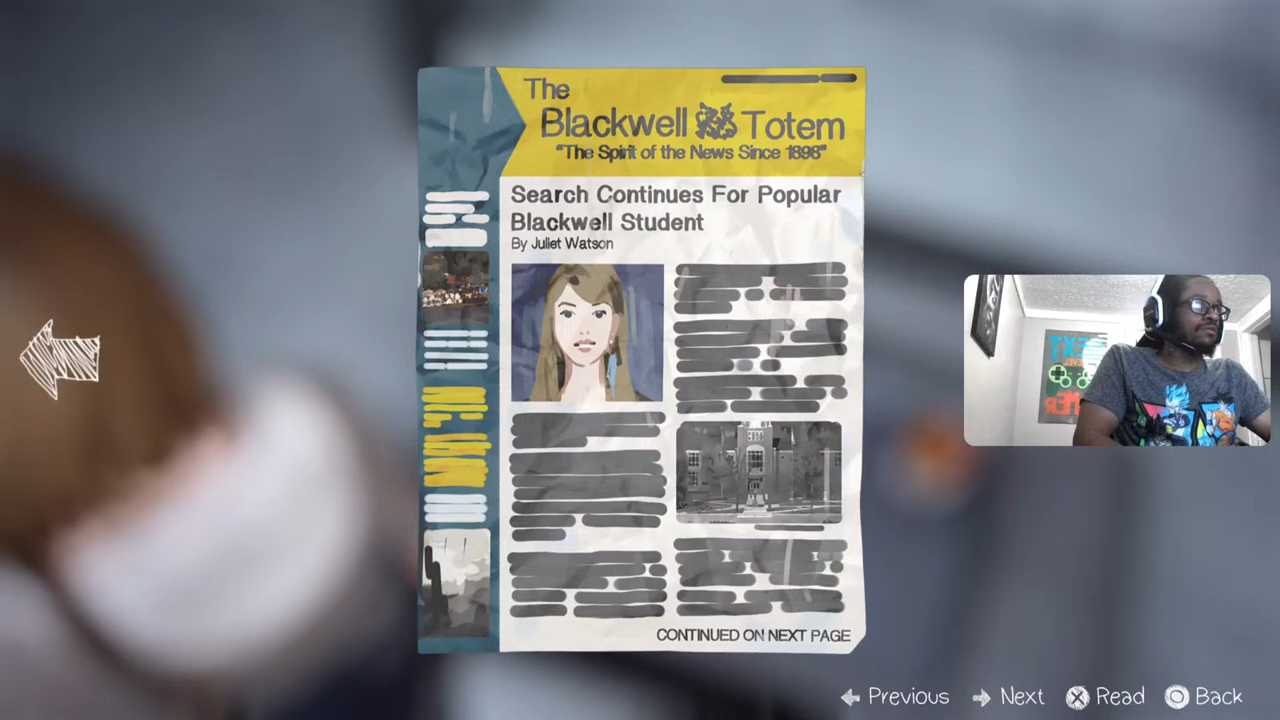 The
Blackwell Totem
"The Spirit of the News Since 1898"
Search Continues For Popular
Blackwell Student
By Juliet Watson
CONTINUED ON NEXT PAGE
Previous Next Read Back